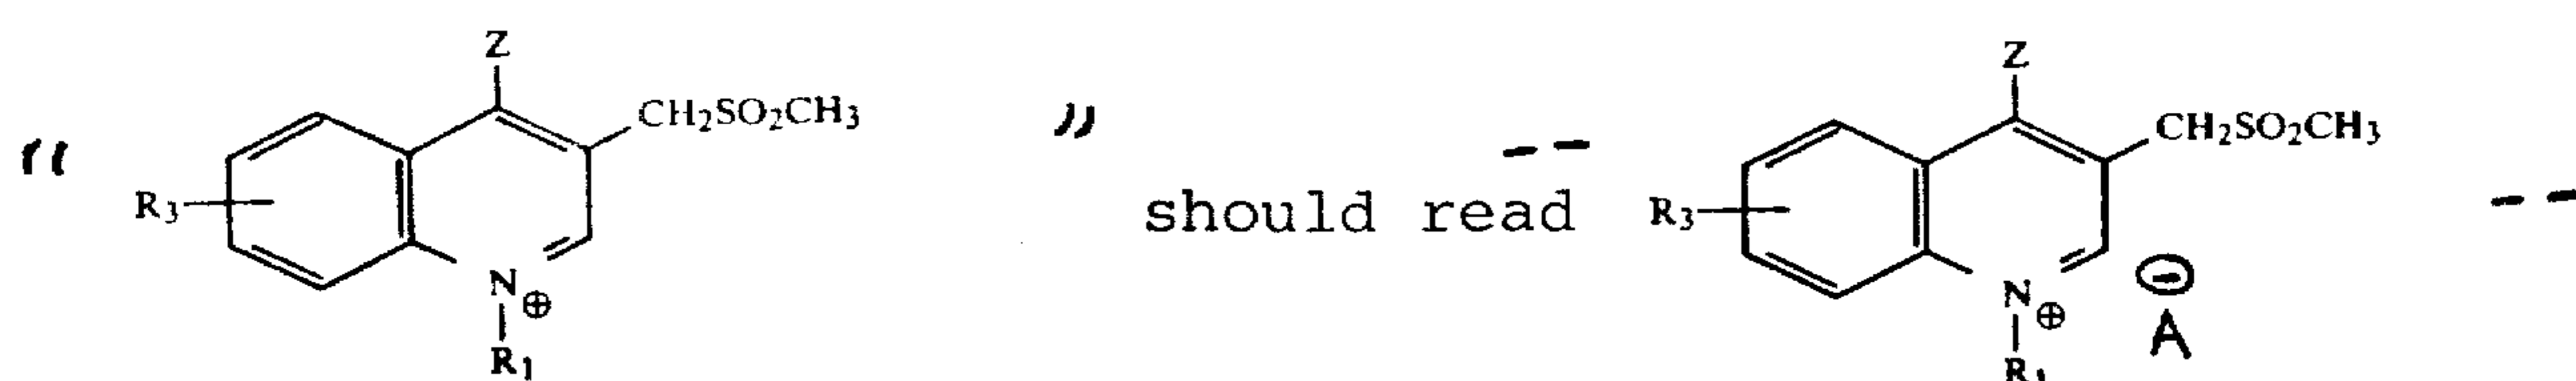 “ Z CH₂SO₂CH₃ R₃ N⊕ R₁ ” should read -- Z CH₂SO₂CH₃ R₃ N⊕ R₁ ⊖ A --